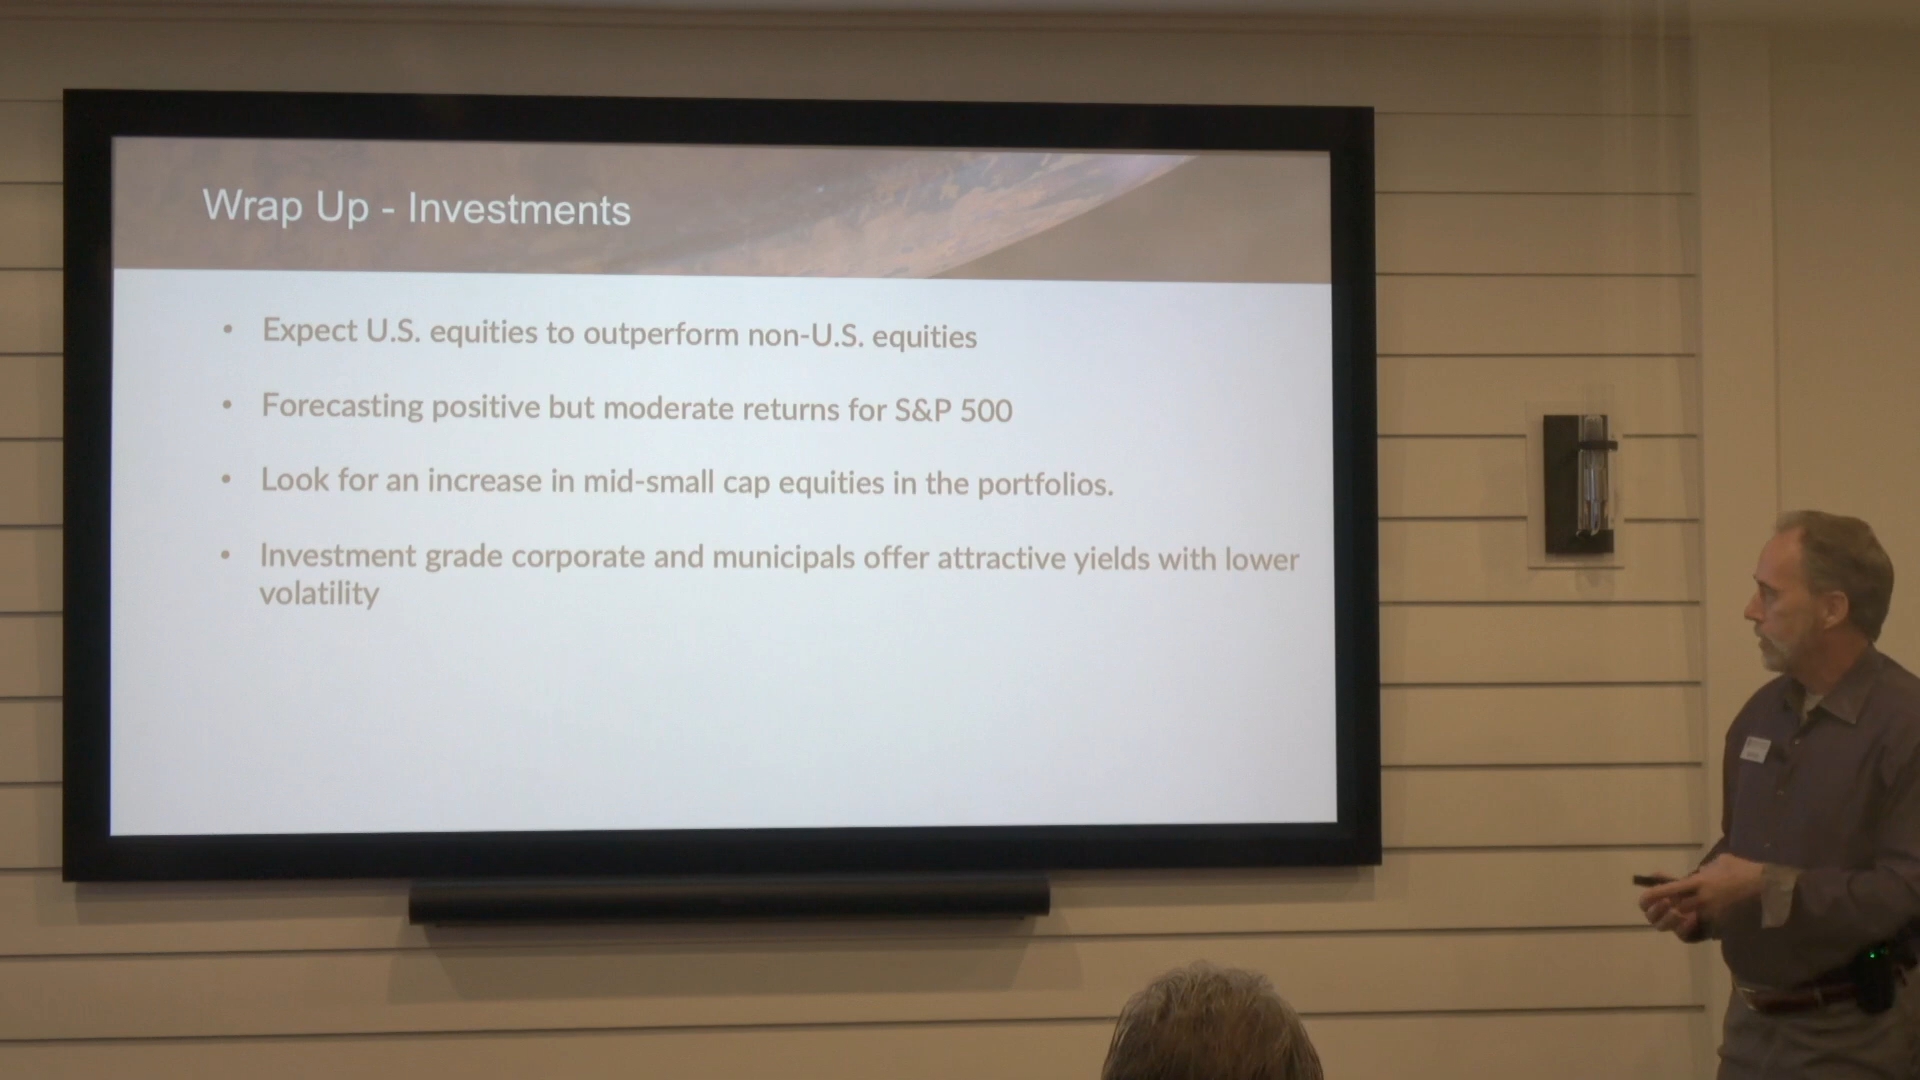 Wrap Up - Investments
• Expect U.S. equities to outperform non-U.S. equities
• Forecasting positive but moderate returns for S&P 500
• Look for an increase in mid-small cap equities in the portfolios.
• Investment grade corporate and municipals offer attractive yields with lower
volatility